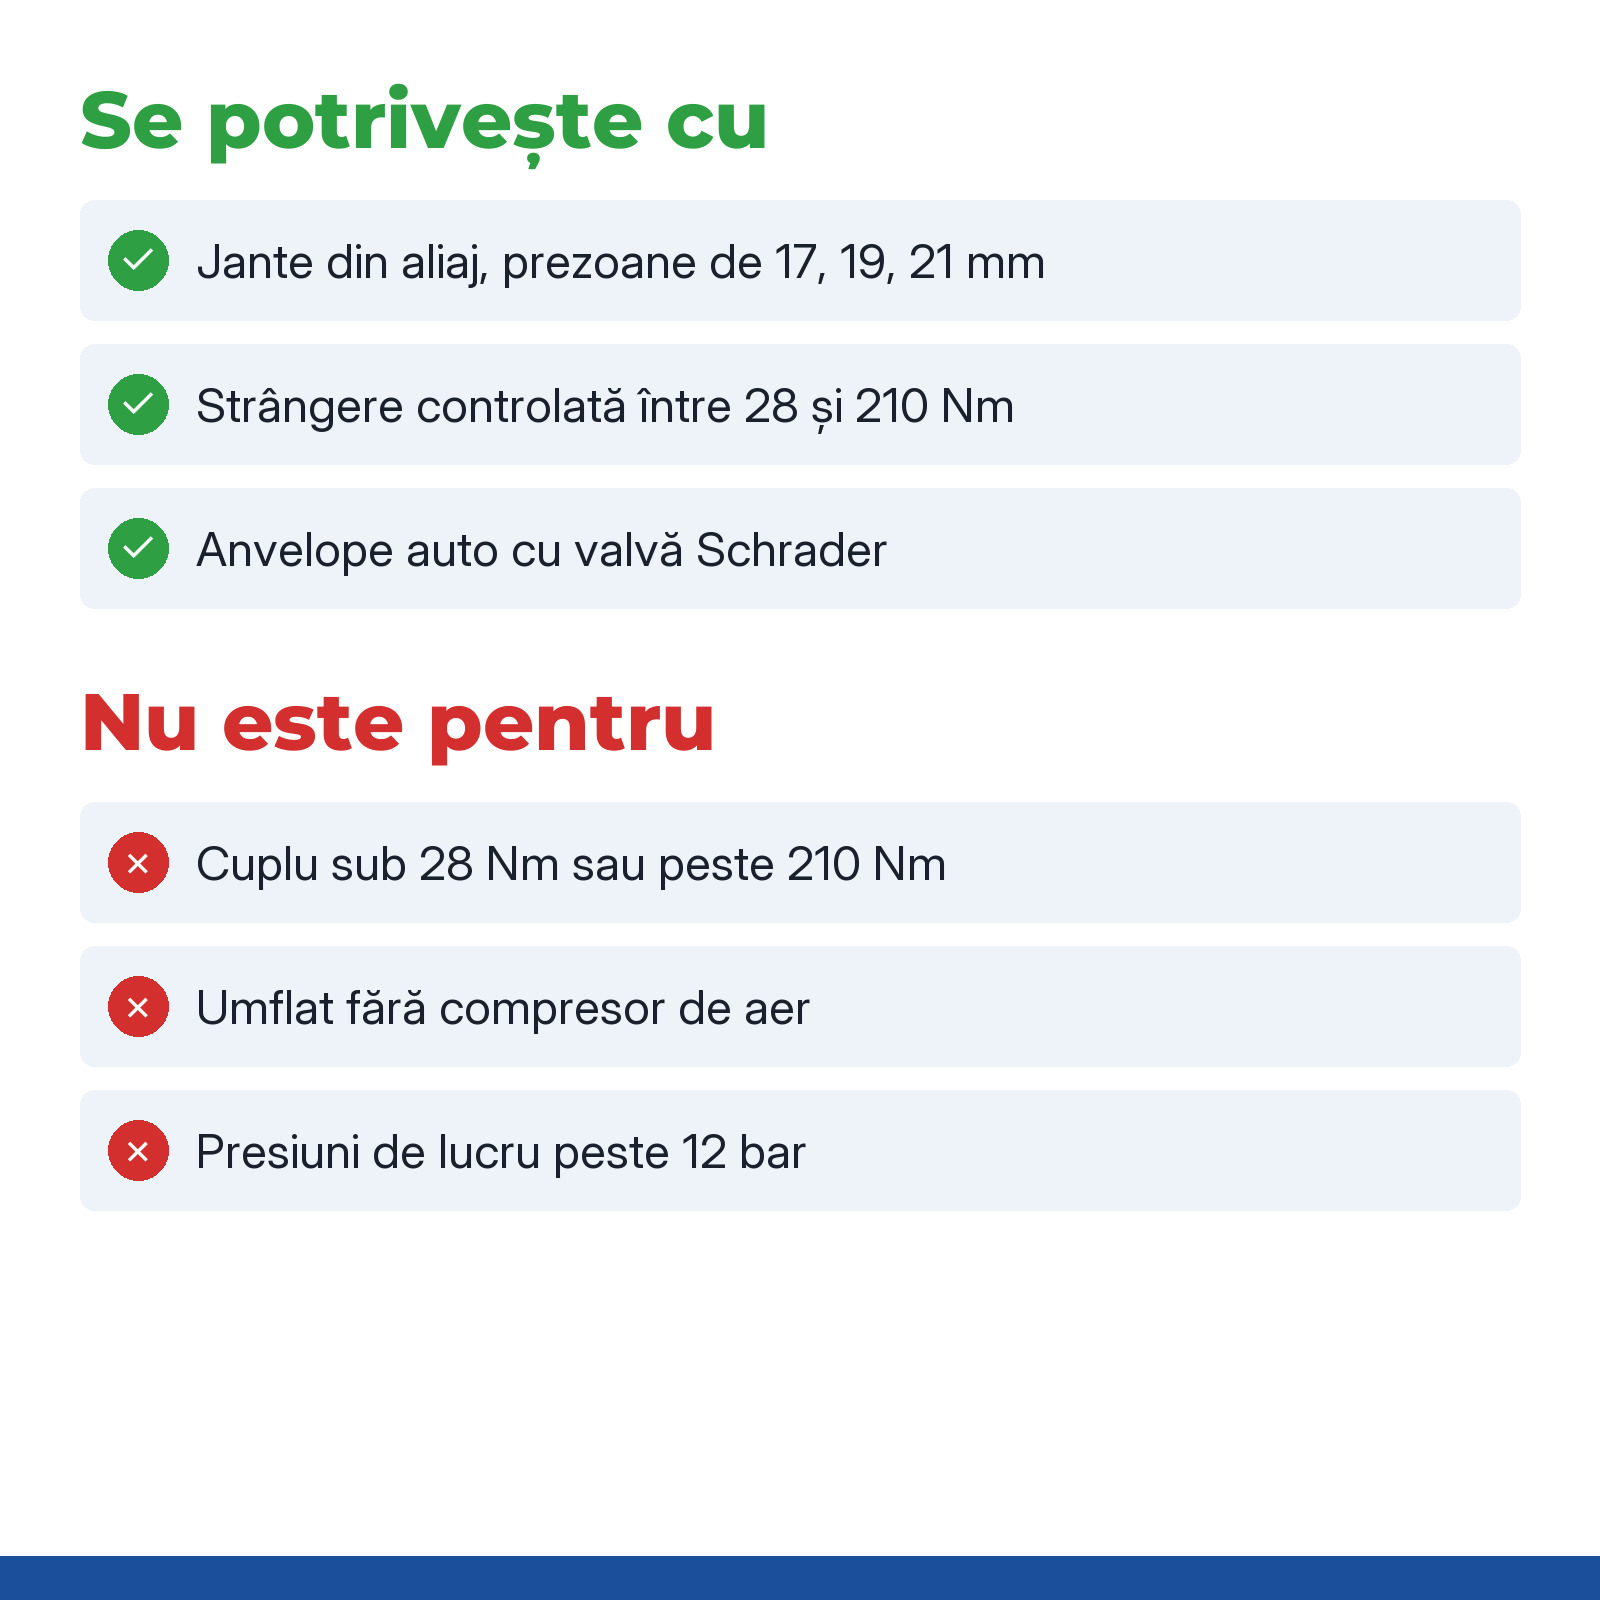 Se potrivește cu
Jante din aliaj, prezoane de 17, 19, 21 mm
Strângere controlată între 28 și 210 Nm
Anvelope auto cu valvă Schrader
Nu este pentru
Cuplu sub 28 Nm sau peste 210 Nm
Umflat fără compresor de aer
Presiuni de lucru peste 12 bar